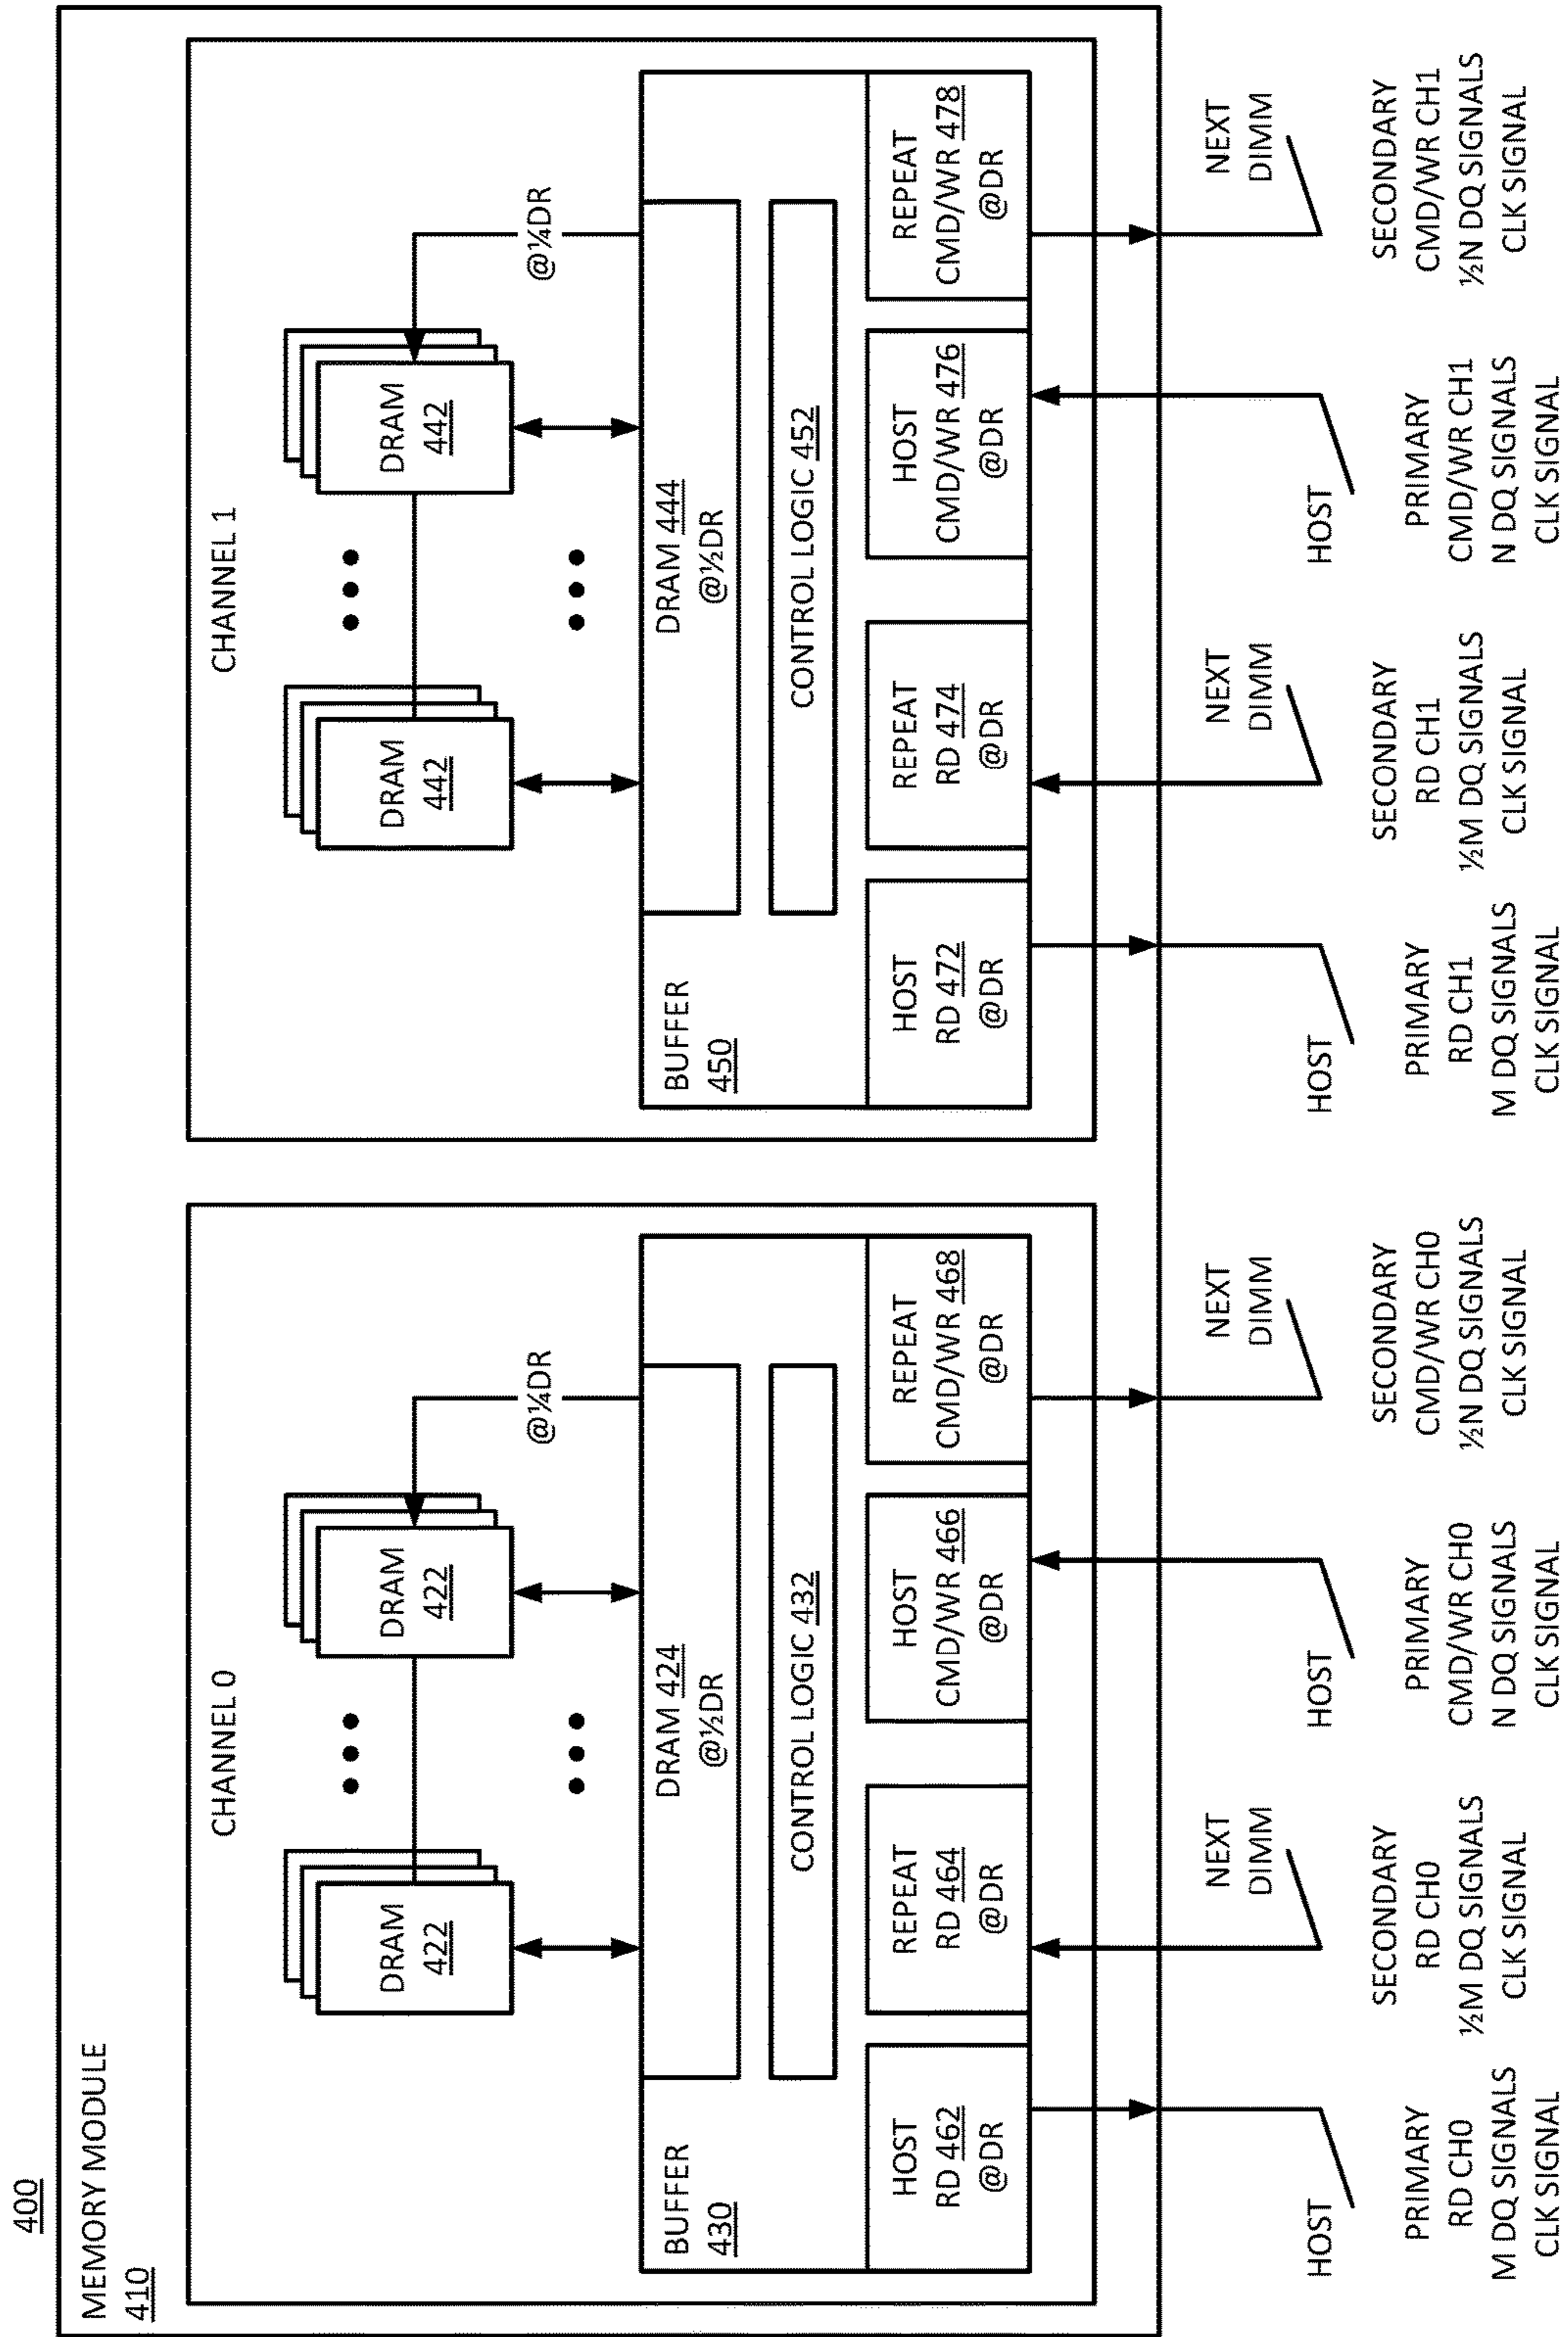 400
MEMORY MODULE
410
CHANNEL 0
DRAM
422
DRAM
422
@¼DR
BUFFER
430
DRAM 424
@½DR
CONTROL LOGIC 432
HOST
RD 462
@DR
REPEAT
RD 464
@DR
HOST
CMD/WR 466
@DR
REPEAT
CMD/WR 468
@DR
CHANNEL 1
DRAM
442
DRAM
442
@¼DR
BUFFER
450
DRAM 444
@½DR
CONTROL LOGIC 452
HOST
RD 472
@DR
REPEAT
RD 474
@DR
HOST
CMD/WR 476
@DR
REPEAT
CMD/WR 478
@DR
HOST
NEXT
DIMM
HOST
NEXT
DIMM
HOST
NEXT
DIMM
HOST
NEXT
DIMM
PRIMARY
RD CH0
M DQ SIGNALS
CLK SIGNAL
SECONDARY
RD CH0
½M DQ SIGNALS
CLK SIGNAL
PRIMARY
CMD/WR CH0
N DQ SIGNALS
CLK SIGNAL
SECONDARY
CMD/WR CH0
½N DQ SIGNALS
CLK SIGNAL
PRIMARY
RD CH1
M DQ SIGNALS
CLK SIGNAL
SECONDARY
RD CH1
½M DQ SIGNALS
CLK SIGNAL
PRIMARY
CMD/WR CH1
N DQ SIGNALS
CLK SIGNAL
SECONDARY
CMD/WR CH1
½N DQ SIGNALS
CLK SIGNAL